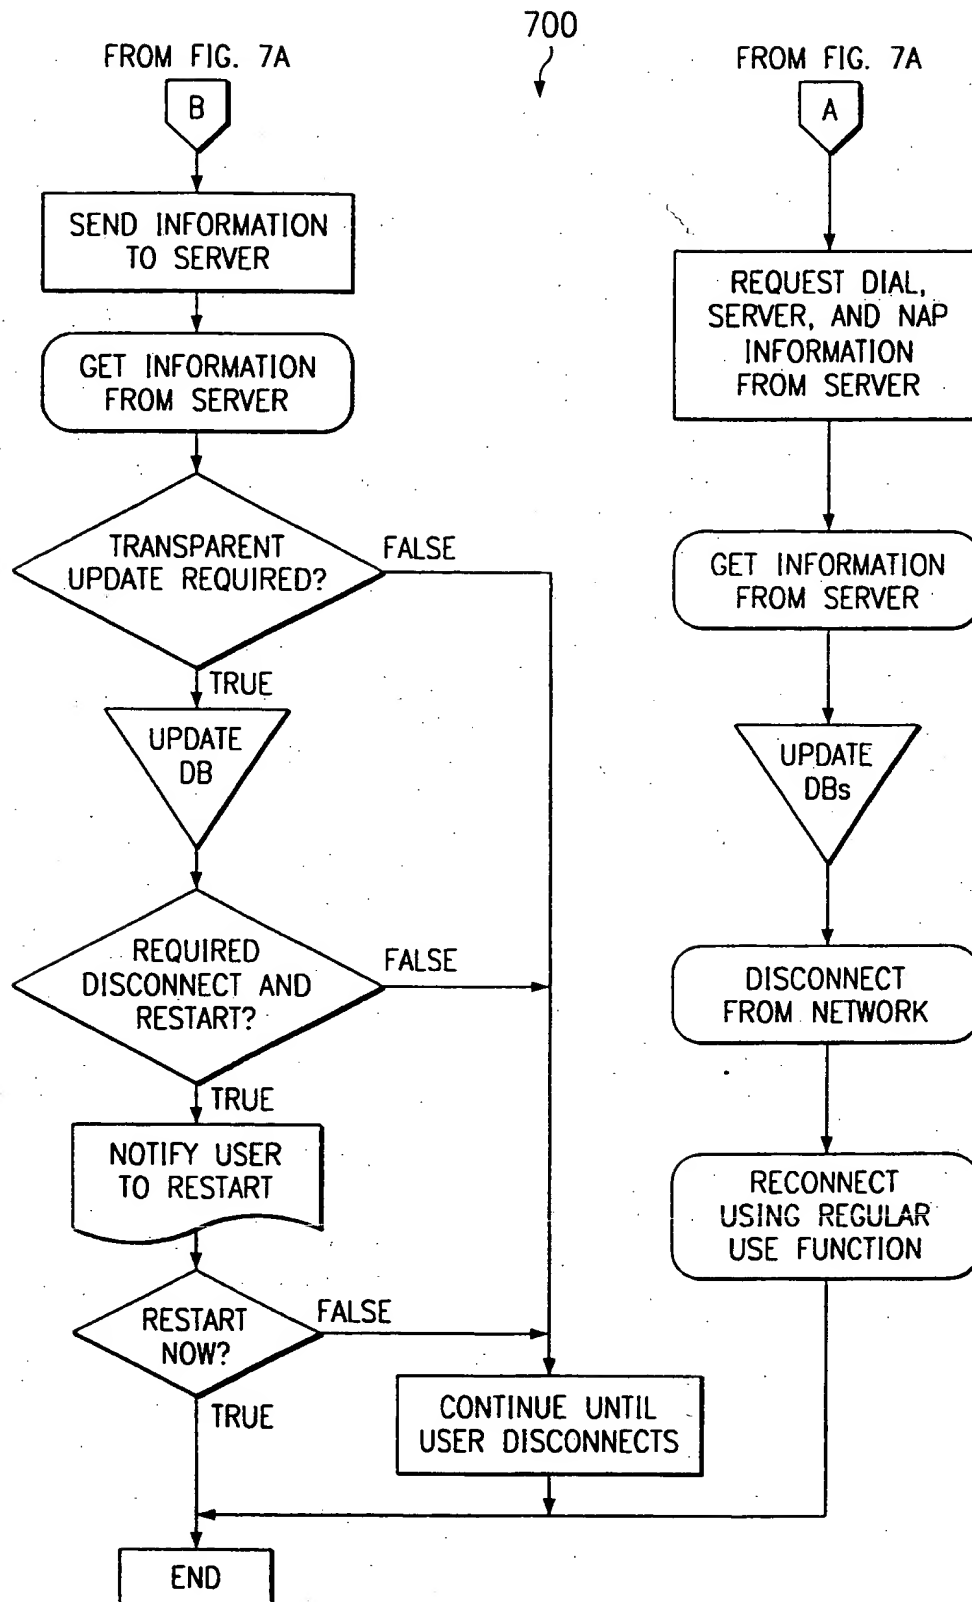 700
FROM FIG. 7A
B
SEND INFORMATION
TO SERVER
GET INFORMATION
FROM SERVER
TRANSPARENT
UPDATE REQUIRED?
FALSE
TRUE
UPDATE
DB
REQUIRED
DISCONNECT AND
RESTART?
FALSE
TRUE
NOTIFY USER
TO RESTART
RESTART
NOW?
FALSE
TRUE
CONTINUE UNTIL
USER DISCONNECTS
END
FROM FIG. 7A
A
REQUEST DIAL,
SERVER, AND NAP
INFORMATION
FROM SERVER
GET INFORMATION
FROM SERVER
UPDATE
DBs
DISCONNECT
FROM NETWORK
RECONNECT
USING REGULAR
USE FUNCTION